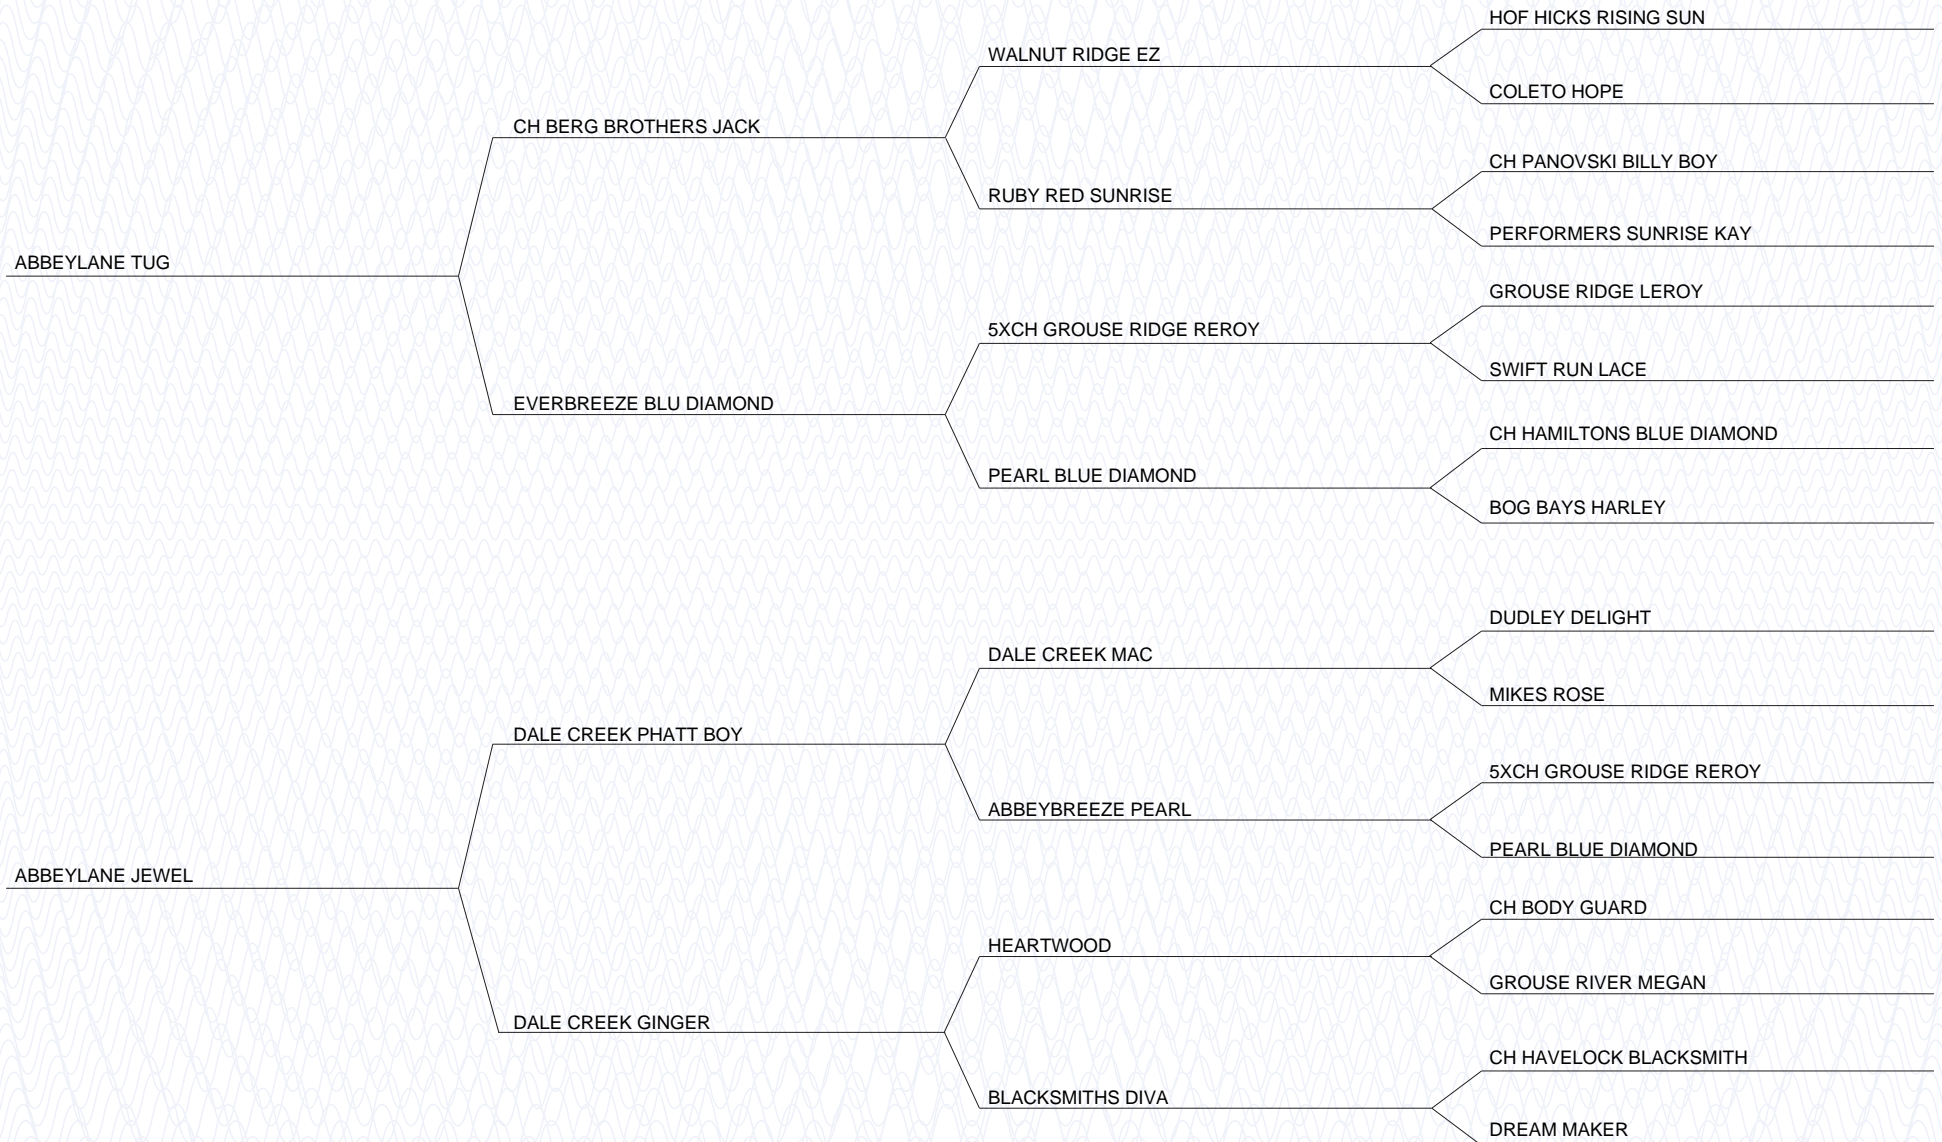 HOF HICKS RISING SUN
WALNUT RIDGE EZ
COLETO HOPE
CH BERG BROTHERS JACK
CH PANOVSKI BILLY BOY
RUBY RED SUNRISE
PERFORMERS SUNRISE KAY
ABBEYLANE TUG
GROUSE RIDGE LEROY
5XCH GROUSE RIDGE REROY
SWIFT RUN LACE
EVERBREEZE BLU DIAMOND
CH HAMILTONS BLUE DIAMOND
PEARL BLUE DIAMOND
BOG BAYS HARLEY
DUDLEY DELIGHT
DALE CREEK MAC
MIKES ROSE
DALE CREEK PHATT BOY
5XCH GROUSE RIDGE REROY
ABBEYBREEZE PEARL
PEARL BLUE DIAMOND
ABBEYLANE JEWEL
CH BODY GUARD
HEARTWOOD
GROUSE RIVER MEGAN
DALE CREEK GINGER
CH HAVELOCK BLACKSMITH
BLACKSMITHS DIVA
DREAM MAKER